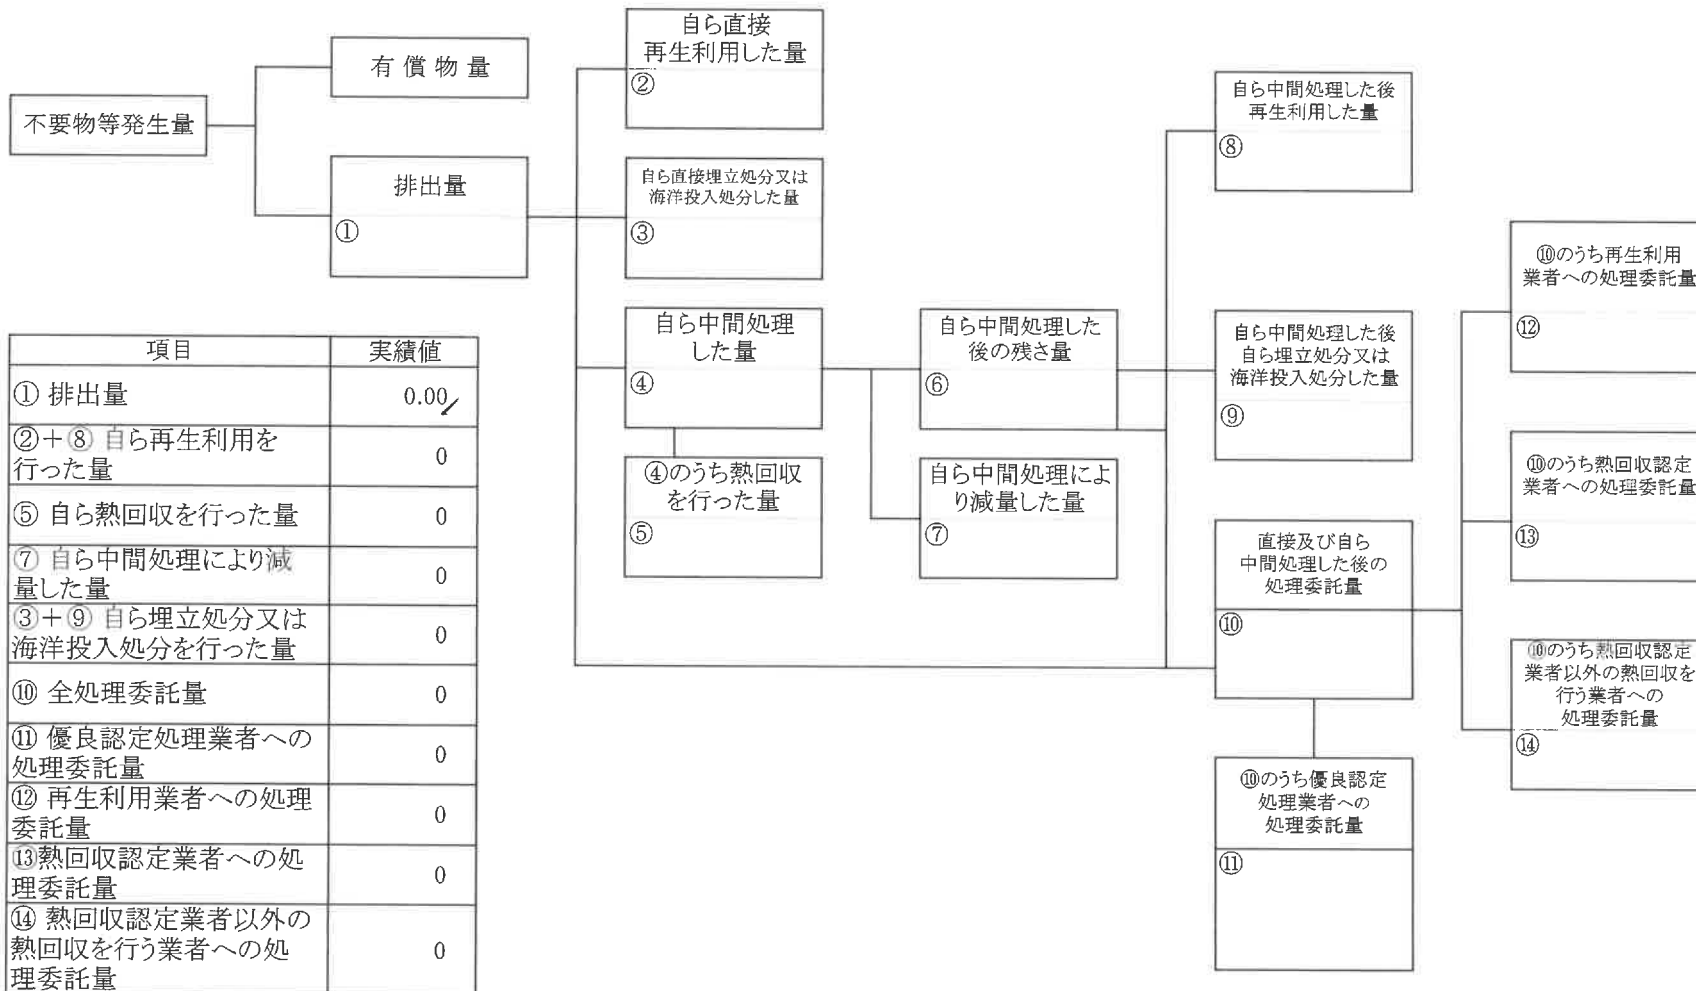 不要物等発生量
有償物量
排出量
①
自ら直接
再生利用した量
②
自ら直接埋立処分又は
海洋投入処分した量
③
自ら中間処理
した量
④
④のうち熱回収
を行った量
⑤
自ら中間処理した
後の残さ量
⑥
自ら中間処理によ
り減量した量
⑦
自ら中間処理した後
再生利用した量
⑧
自ら中間処理した後
自ら埋立処分又は
海洋投入処分した量
⑨
直接及び自ら
中間処理した後の
処理委託量
⑩
⑩のうち優良認定
処理業者への
処理委託量
⑪
⑩のうち再生利用
業者への処理委託量
⑫
⑩のうち熱回収認定
業者への処理委託量
⑬
⑩のうち熱回収認定
業者以外の熱回収を
行う業者への
処理委託量
⑭
項目 実績値
① 排出量 0.00
②+⑧ 自ら再生利用を
行った量 0
⑤ 自ら熱回収を行った量 0
⑦ 自ら中間処理により減
量した量 0
③+⑨ 自ら埋立処分又は
海洋投入処分を行った量 0
⑩ 全処理委託量 0
⑪ 優良認定処理業者への
処理委託量 0
⑫ 再生利用業者への処理
委託量 0
⑬熱回収認定業者への処
理委託量 0
⑭ 熱回収認定業者以外の
熱回収を行う業者への処
理委託量 0